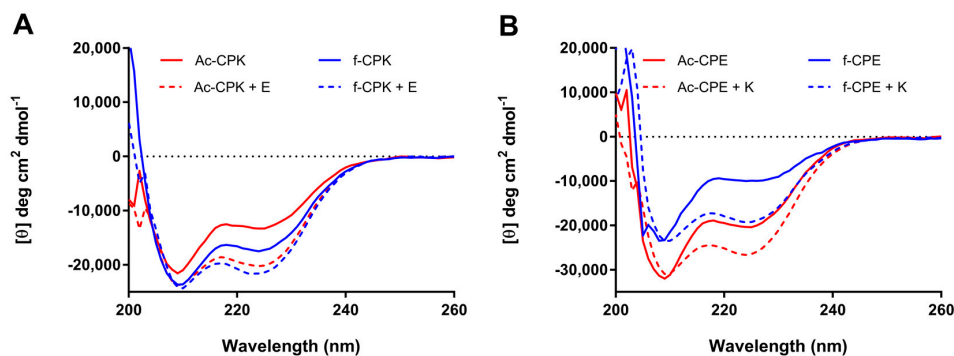 A
20,000
10,000
0
-10,000
-20,000
[θ] deg cm² dmol⁻¹
Ac-CPK
f-CPK
Ac-CPK + E
f-CPK + E
200
220
240
260
Wavelength (nm)
B
20,000
10,000
0
-10,000
-20,000
-30,000
[θ] deg cm² dmol⁻¹
Ac-CPE
f-CPE
Ac-CPE + K
f-CPE + K
200
220
240
260
Wavelength (nm)